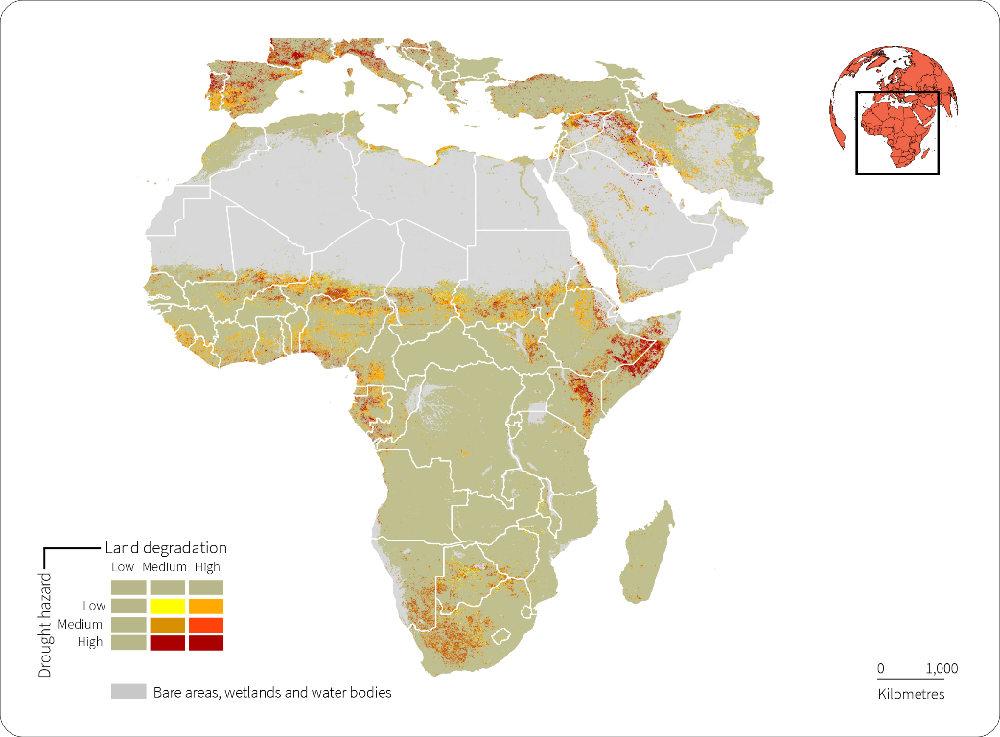 Land degradation
Low Medium High
Drought hazard
Low
Medium
High
Bare areas, wetlands and water bodies
0 1,000
Kilometres